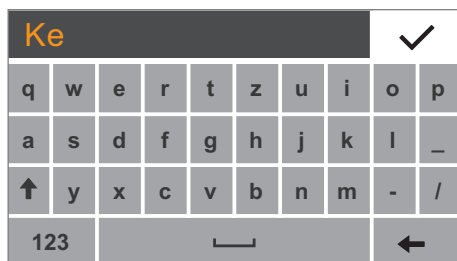 Ke
q w e r t z u i o p
a s d f g h j k l _
y x c v b n m - /
123